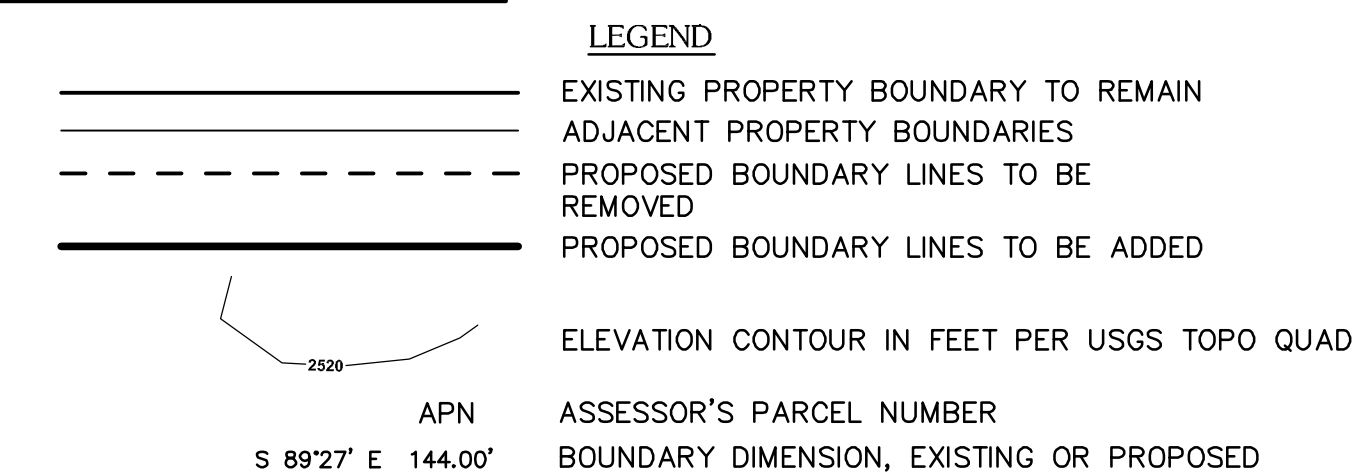 LEGEND
EXISTING PROPERTY BOUNDARY TO REMAIN
ADJACENT PROPERTY BOUNDARIES
PROPOSED BOUNDARY LINES TO BE
REMOVED
PROPOSED BOUNDARY LINES TO BE ADDED
2520 ELEVATION CONTOUR IN FEET PER USGS TOPO QUAD
APN ASSESSOR'S PARCEL NUMBER
S 89°27' E 144.00' BOUNDARY DIMENSION, EXISTING OR PROPOSED